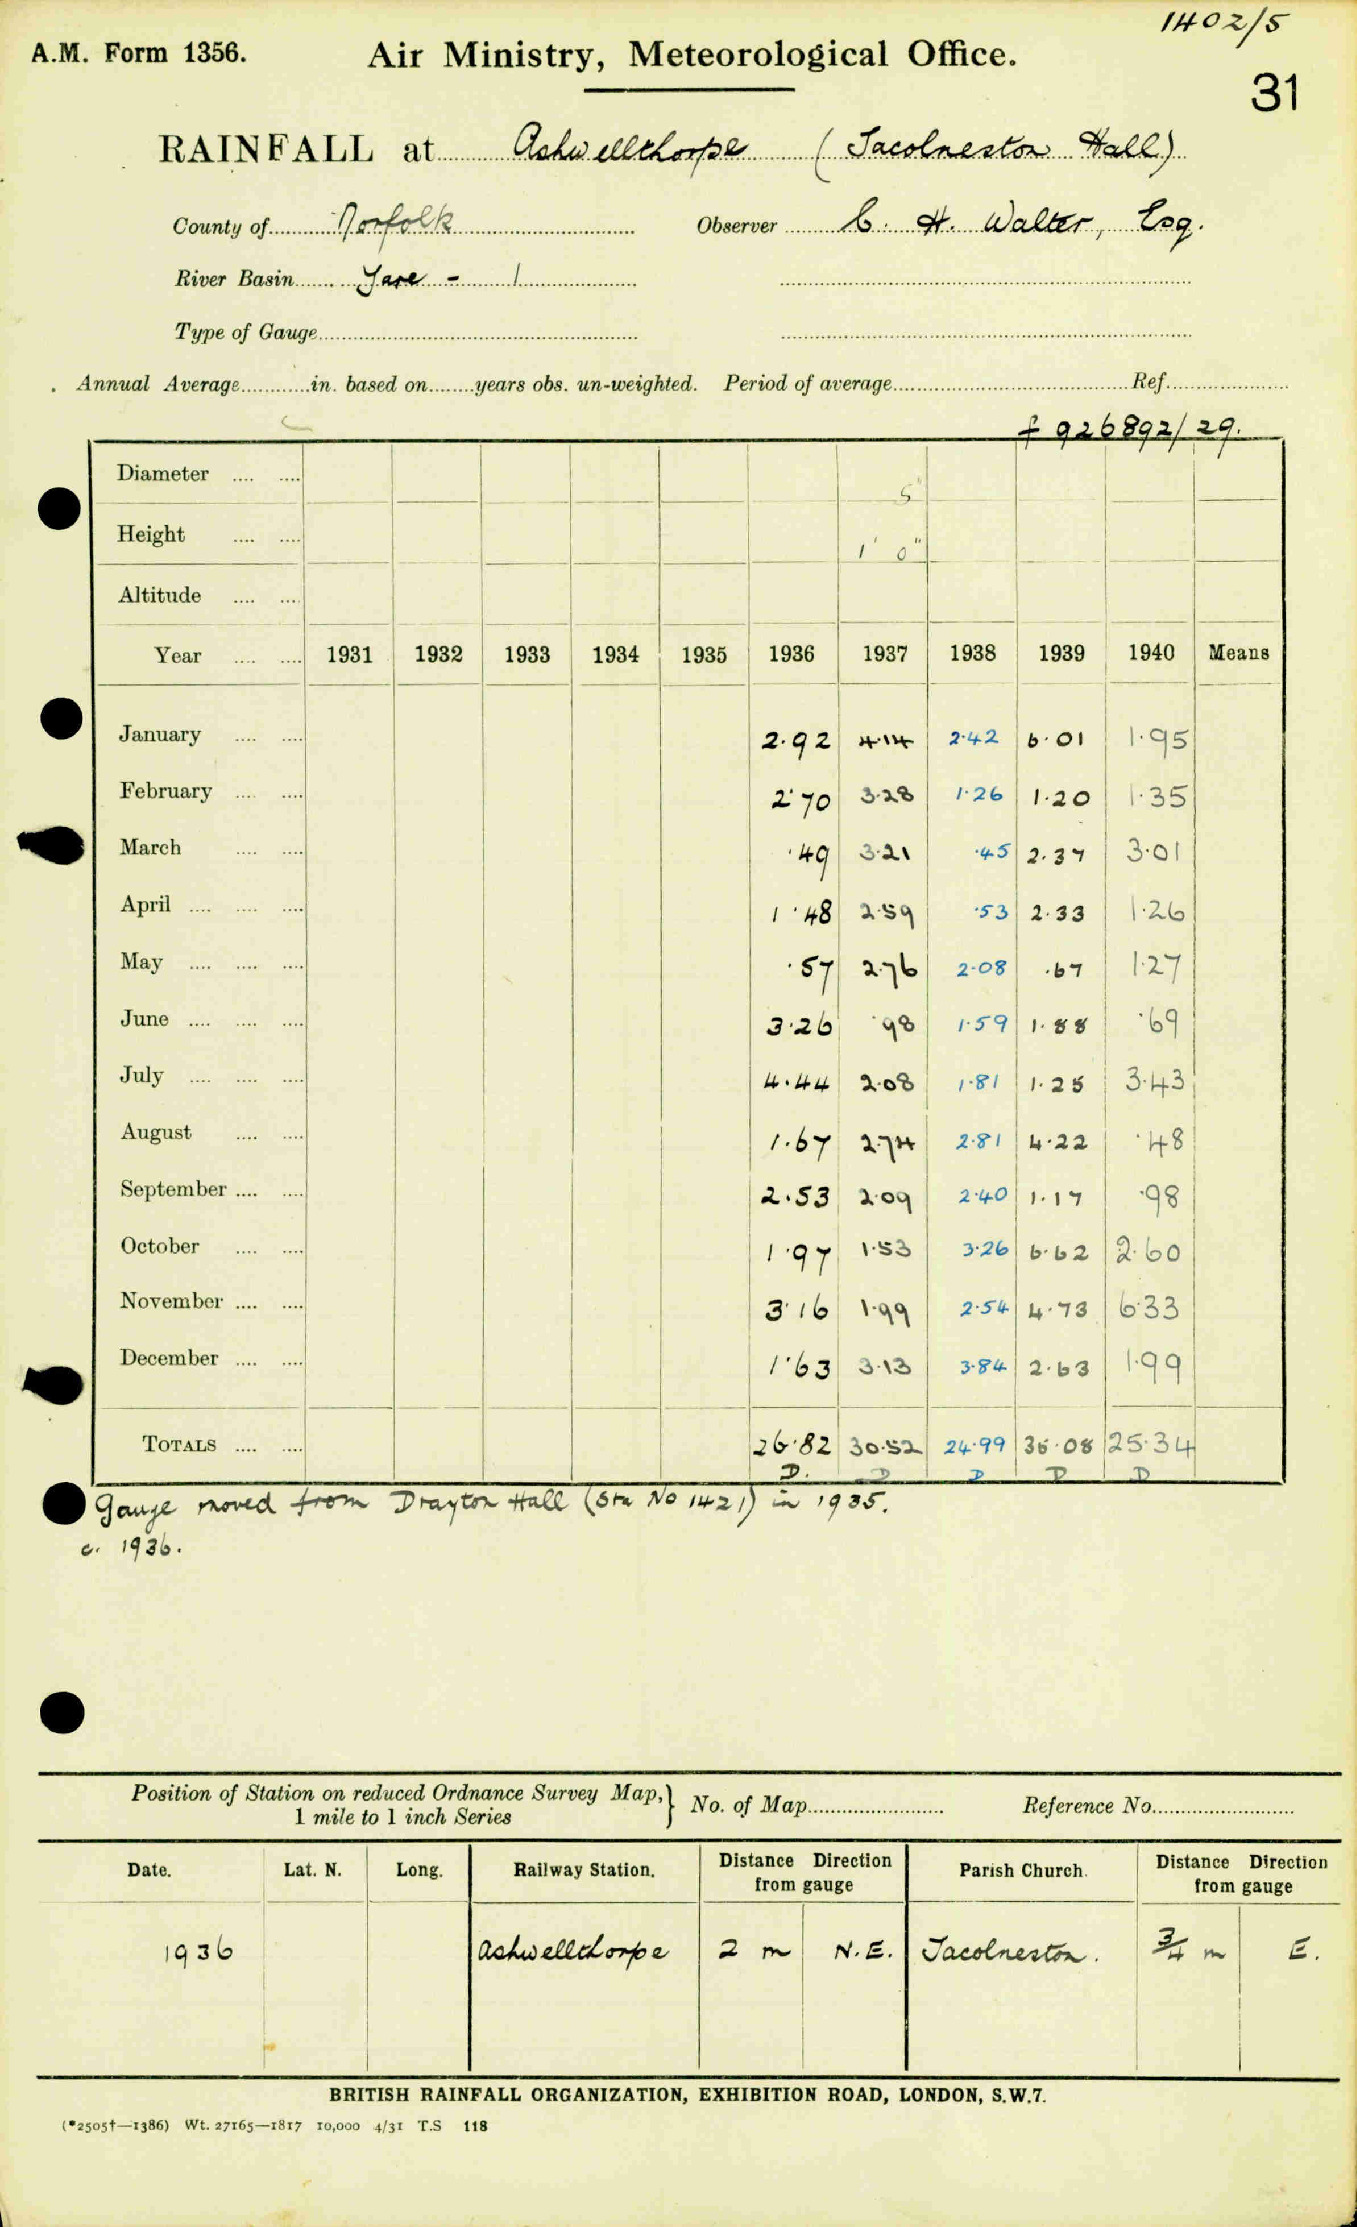 1402/5
A.M. Form 1356. Air Ministry, Meteorological Office.
31
RAINFALL at Ashwellthorpe (Tacolneston Hall)
County of Norfolk Observer C. H. Walter, Esq.
River Basin Yare - 1
Type of Gauge
Annual Average in. based on years obs. un-weighted. Period of average Ref.
f 926892/29.
Diameter 5"
Height 1' 0"
Altitude
Year 1931 1932 1933 1934 1935 1936 1937 1938 1939 1940 Means
January 2.92 4.14 2.42 6.01 1.95
February 2.70 3.28 1.26 1.20 1.35
March .49 3.21 .45 2.37 3.01
April 1.48 2.59 .53 2.33 1.26
May .57 2.76 2.08 .67 1.27
June 3.26 .98 1.59 1.88 .69
July 4.44 2.08 1.81 1.25 3.43
August 1.67 2.74 2.81 4.22 .48
September 2.53 2.09 2.40 1.17 .98
October 1.97 1.53 3.26 6.62 2.60
November 3.16 1.99 2.54 4.73 6.33
December 1.63 3.13 3.84 2.63 1.99
TOTALS 26.82 30.52 24.99 35.08 25.34
D. D D D D
Gauge moved from Drayton Hall (Sta No 1421) in 1935.
c. 1936.
Position of Station on reduced Ordnance Survey Map,} No. of Map Reference No.
1 mile to 1 inch Series
Date. Lat. N. Long. Railway Station. Distance Direction from gauge Parish Church. Distance Direction from gauge
1936 Ashwellthorpe 2 m N.E. Tacolneston. 3/4 m E.
BRITISH RAINFALL ORGANIZATION, EXHIBITION ROAD, LONDON, S.W.7.
(*2505†—1386) Wt. 27165—1817 10,000 4/31 T.S 118